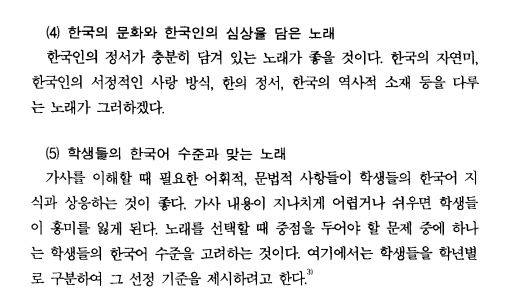 (4) 한국의 문화와 한국인의 심상을 담은 노래
한국인의 정서가 충분히 담겨 있는 노래가 좋을 것이다. 한국의 자연미,
한국인의 서정적인 사랑 방식, 한의 정서, 한국의 역사적 소재 등을 다루
는 노래가 그러하겠다.
(5) 학생들의 한국어 수준과 맞는 노래
가사를 이해할 때 필요한 어휘적, 문법적 사항들이 학생들의 한국어 지
식과 상응하는 것이 좋다. 가사 내용이 지나치게 어렵거나 쉬우면 학생들
이 흥미를 잃게 된다. 노래를 선택할 때 중점을 두어야 할 문제 중에 하나
는 학생들의 한국어 수준을 고려하는 것이다. 여기에서는 학생들을 학년별
로 구분하여 그 선정 기준을 제시하려고 한다.3)